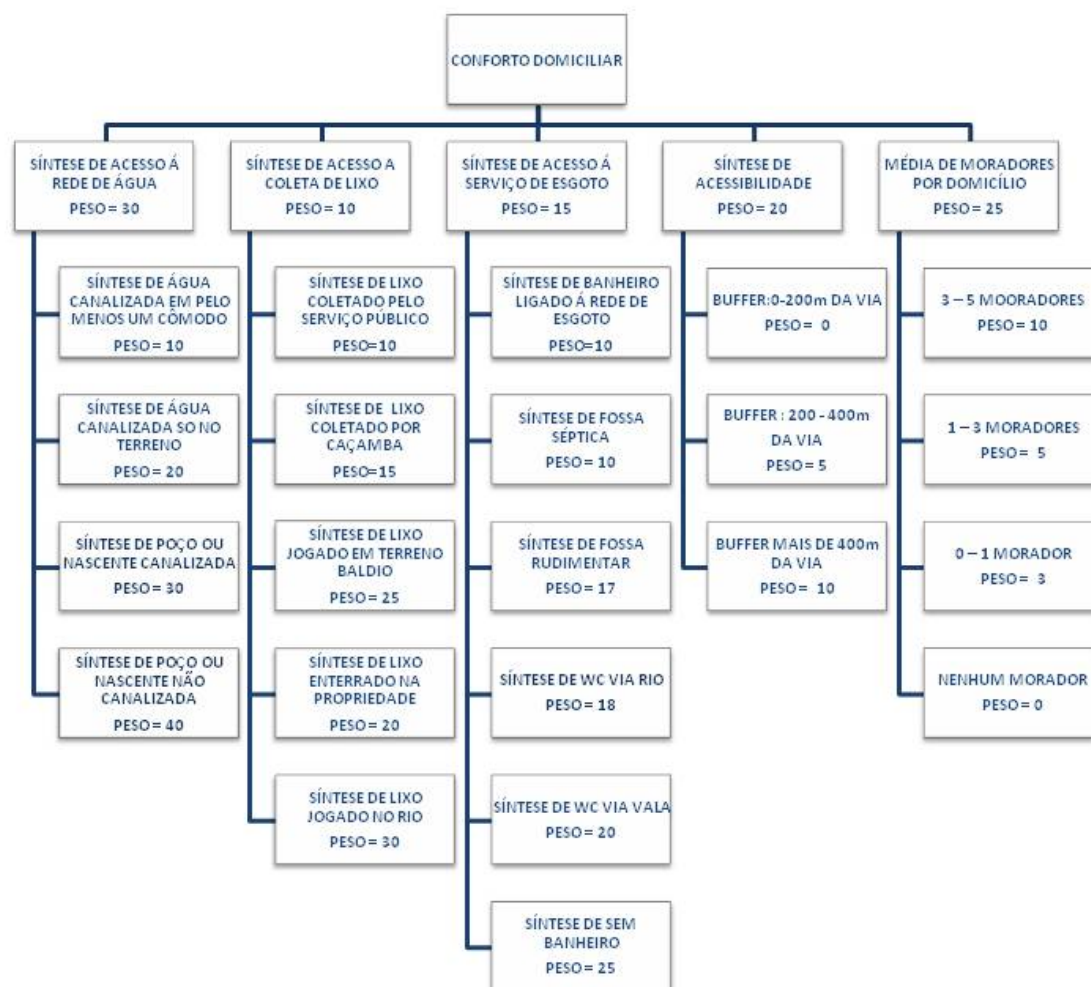 CONFORTO DOMICILIAR
SÍNTESE DE ACESSO Á
REDE DE ÁGUA
PESO = 30
SÍNTESE DE ÁGUA
CANALIZADA EM PELO
MENOS UM CÔMODO
PESO = 10
SÍNTESE DE ÁGUA
CANALIZADA SO NO
TERRENO
PESO = 20
SÍNTESE DE POÇO OU
NASCENTE CANALIZADA
PESO = 30
SÍNTESE DE POÇO OU
NASCENTE NÃO
CANALIZADA
PESO = 40
SÍNTESE DE ACESSO A
COLETA DE LIXO
PESO = 10
SÍNTESE DE LIXO
COLETADO PELO
SERVIÇO PÚBLICO
PESO=10
SÍNTESE DE LIXO
COLETADO POR
CAÇAMBA
PESO=15
SÍNTESE DE LIXO
JOGADO EM TERRENO
BALDIO
PESO = 25
SÍNTESE DE LIXO
ENTERRADO NA
PROPRIEDADE
PESO = 20
SÍNTESE DE LIXO
JOGADO NO RIO
PESO = 30
SÍNTESE DE ACESSO Á
SERVIÇO DE ESGOTO
PESO = 15
SÍNTESE DE BANHEIRO
LIGADO Á REDE DE
ESGOTO
PESO=10
SÍNTESE DE FOSSA
SÉPTICA
PESO = 10
SÍNTESE DE FOSSA
RUDIMENTAR
PESO = 17
SÍNTESE DE WC VIA RIO
PESO = 18
SÍNTESE DE WC VIA VALA
PESO = 20
SÍNTESE DE SEM
BANHEIRO
PESO = 25
SÍNTESE DE
ACESSIBILIDADE
PESO = 20
BUFFER:0-200m DA VIA
PESO = 0
BUFFER : 200 - 400m
DA VIA
PESO = 5
BUFFER MAIS DE 400m
DA VIA
PESO = 10
MÉDIA DE MORADORES
POR DOMICÍLIO
PESO = 25
3 – 5 MOORADORES
PESO = 10
1 – 3 MORADORES
PESO = 5
0 – 1 MORADOR
PESO = 3
NENHUM MORADOR
PESO = 0